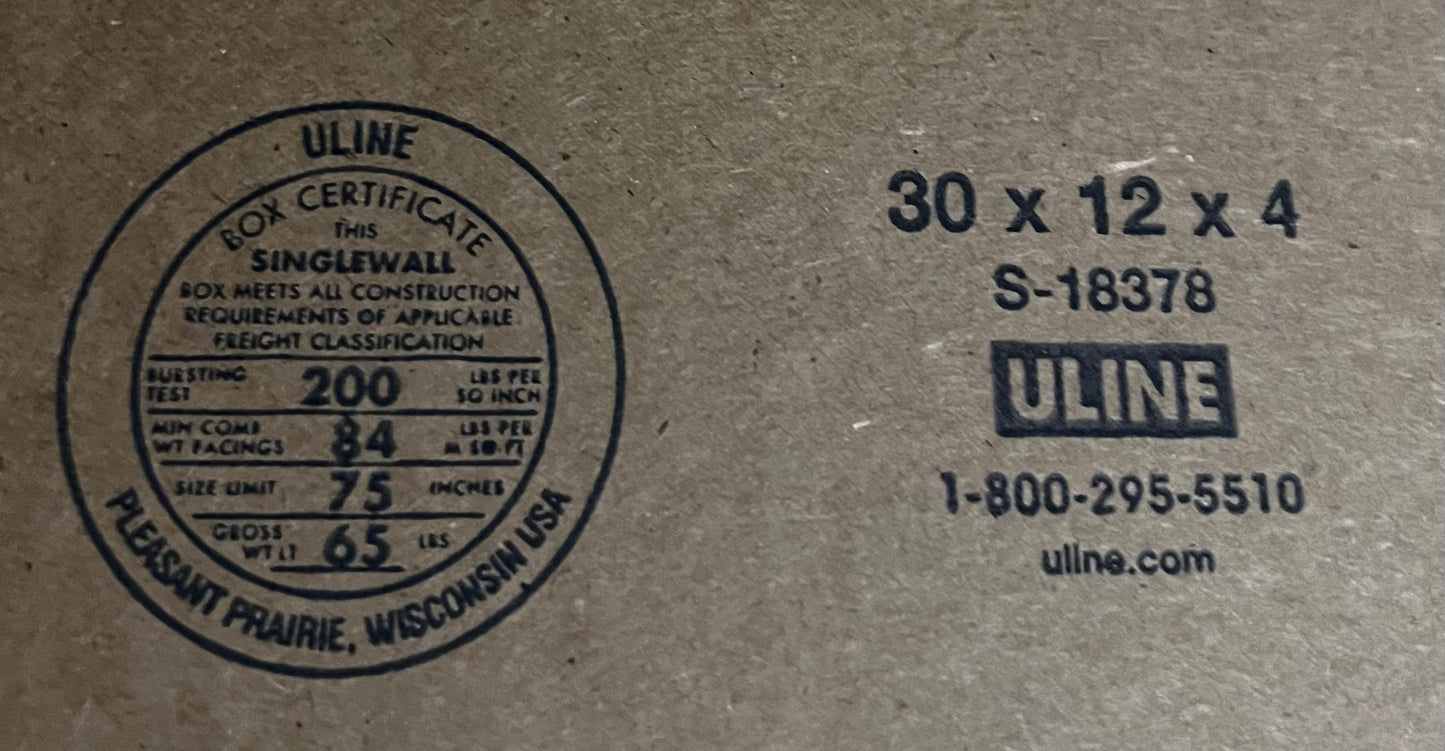 ULINE
BOX CERTIFICATE
THIS
SINGLEWALL
BOX MEETS ALL CONSTRUCTION
REQUIREMENTS OF APPLICABLE
FREIGHT CLASSIFICATION
BURSTING TEST 200 LBS PER SQ INCH
MIN COMB WT FACINGS 84 LBS PER M SQ.FT
SIZE LIMIT 75 INCHES
GROSS WT LT 65 LBS
PLEASANT PRAIRIE, WISCONSIN USA
30 x 12 x 4
S-18378
ULINE
1-800-295-5510
uline.com